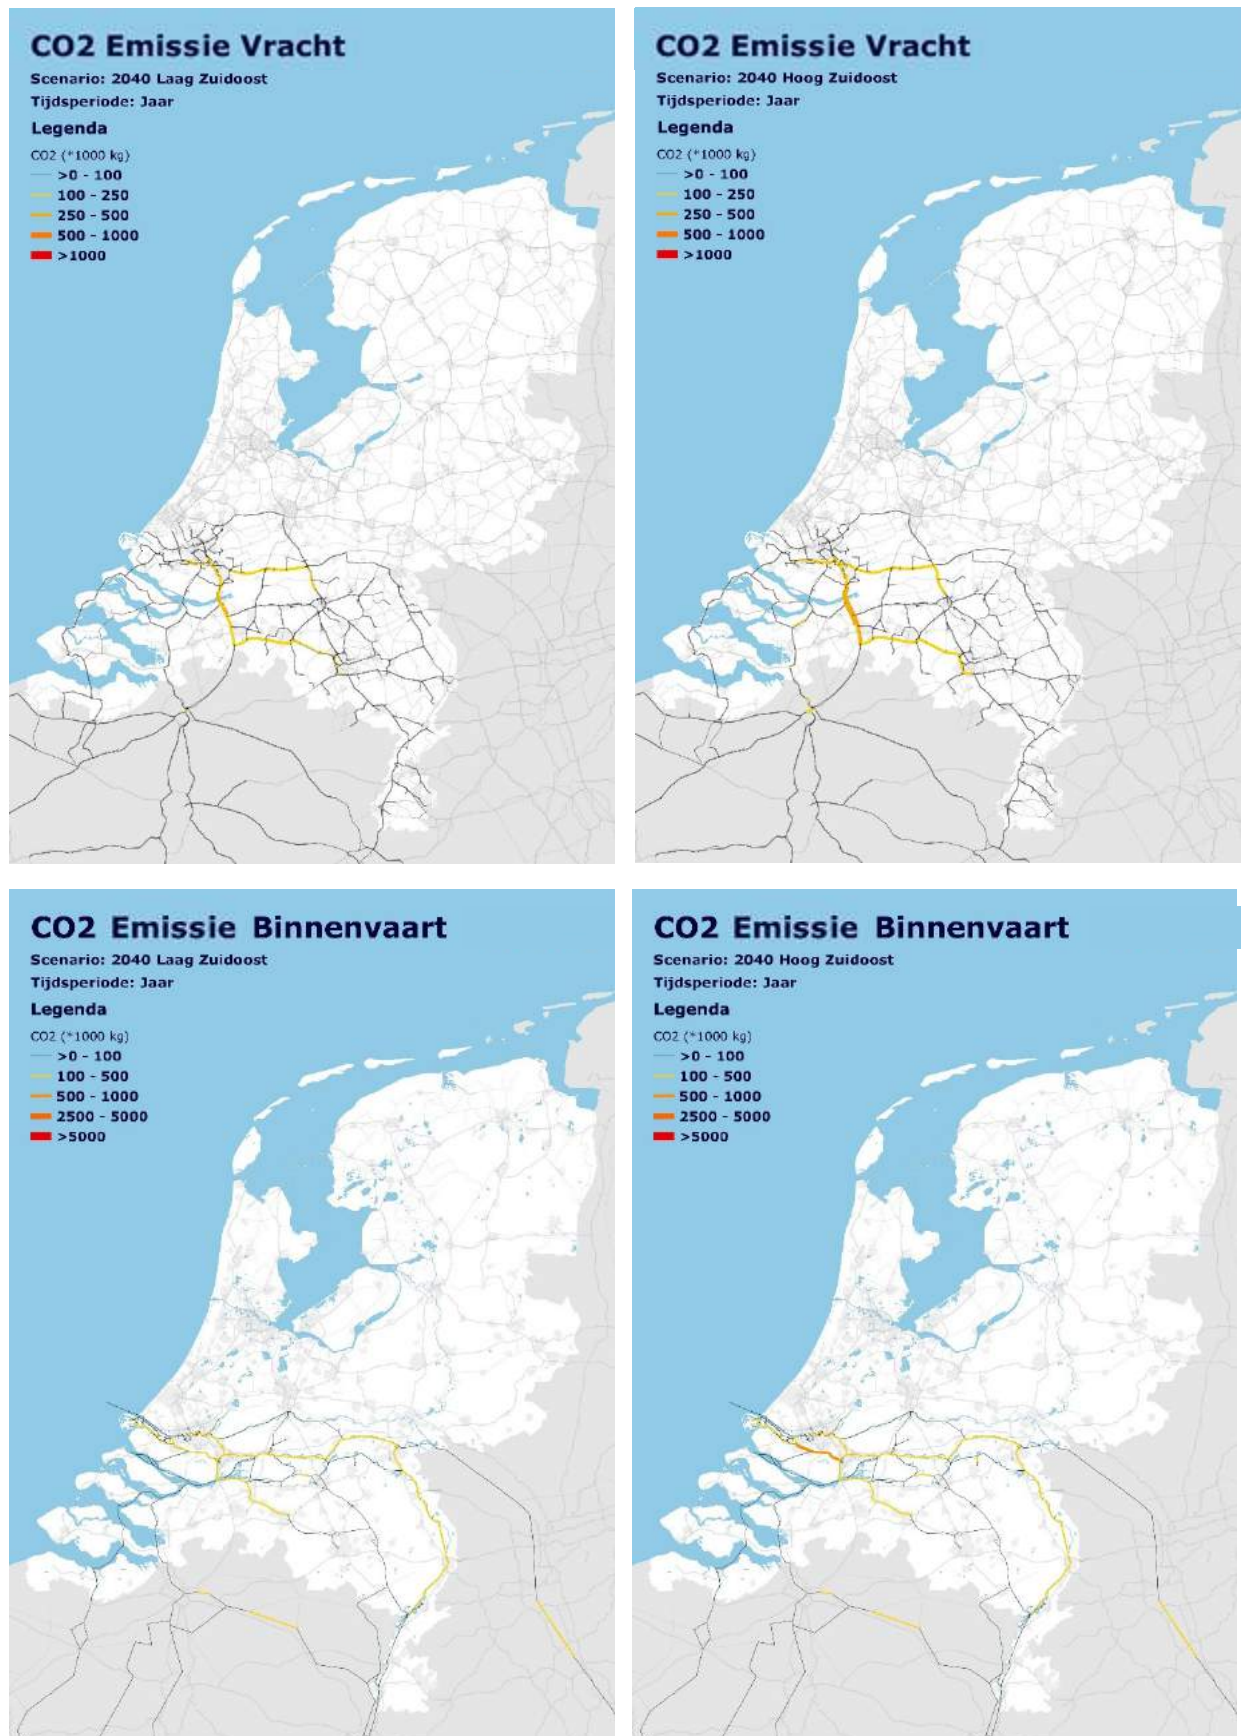 CO2 Emissie Vracht
Scenario: 2040 Laag Zuidoost
Tijdsperiode: Jaar
Legenda
CO2 (*1000 kg)
>0 - 100
100 - 250
250 - 500
500 - 1000
>1000
CO2 Emissie Vracht
Scenario: 2040 Hoog Zuidoost
Tijdsperiode: Jaar
Legenda
CO2 (*1000 kg)
>0 - 100
100 - 250
250 - 500
500 - 1000
>1000
CO2 Emissie Binnenvaart
Scenario: 2040 Laag Zuidoost
Tijdsperiode: Jaar
Legenda
CO2 (*1000 kg)
>0 - 100
100 - 500
500 - 1000
2500 - 5000
>5000
CO2 Emissie Binnenvaart
Scenario: 2040 Hoog Zuidoost
Tijdsperiode: Jaar
Legenda
CO2 (*1000 kg)
>0 - 100
100 - 500
500 - 1000
2500 - 5000
>5000